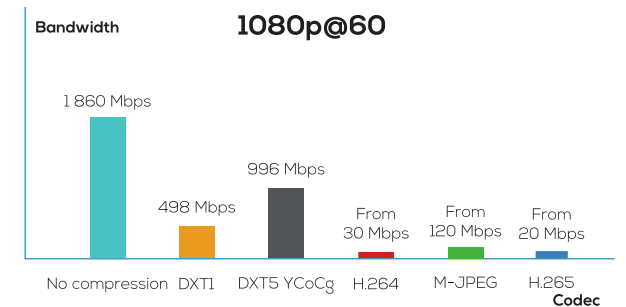 Bandwidth
1080p@60
1 860 Mbps
498 Mbps
996 Mbps
From
30 Mbps
From
120 Mbps
From
20 Mbps
No compression
DXT1
DXT5 YCoCg
H.264
M-JPEG
H.265
Codec